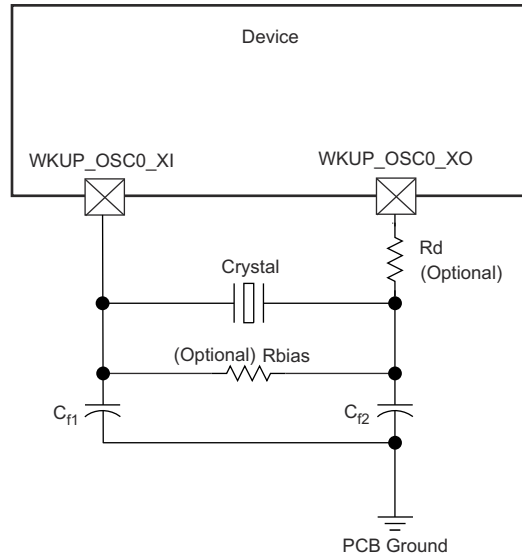 Device
WKUP_OSC0_XI
WKUP_OSC0_XO
Rd
(Optional)
Crystal
(Optional) Rbias
Cf1
Cf2
PCB Ground